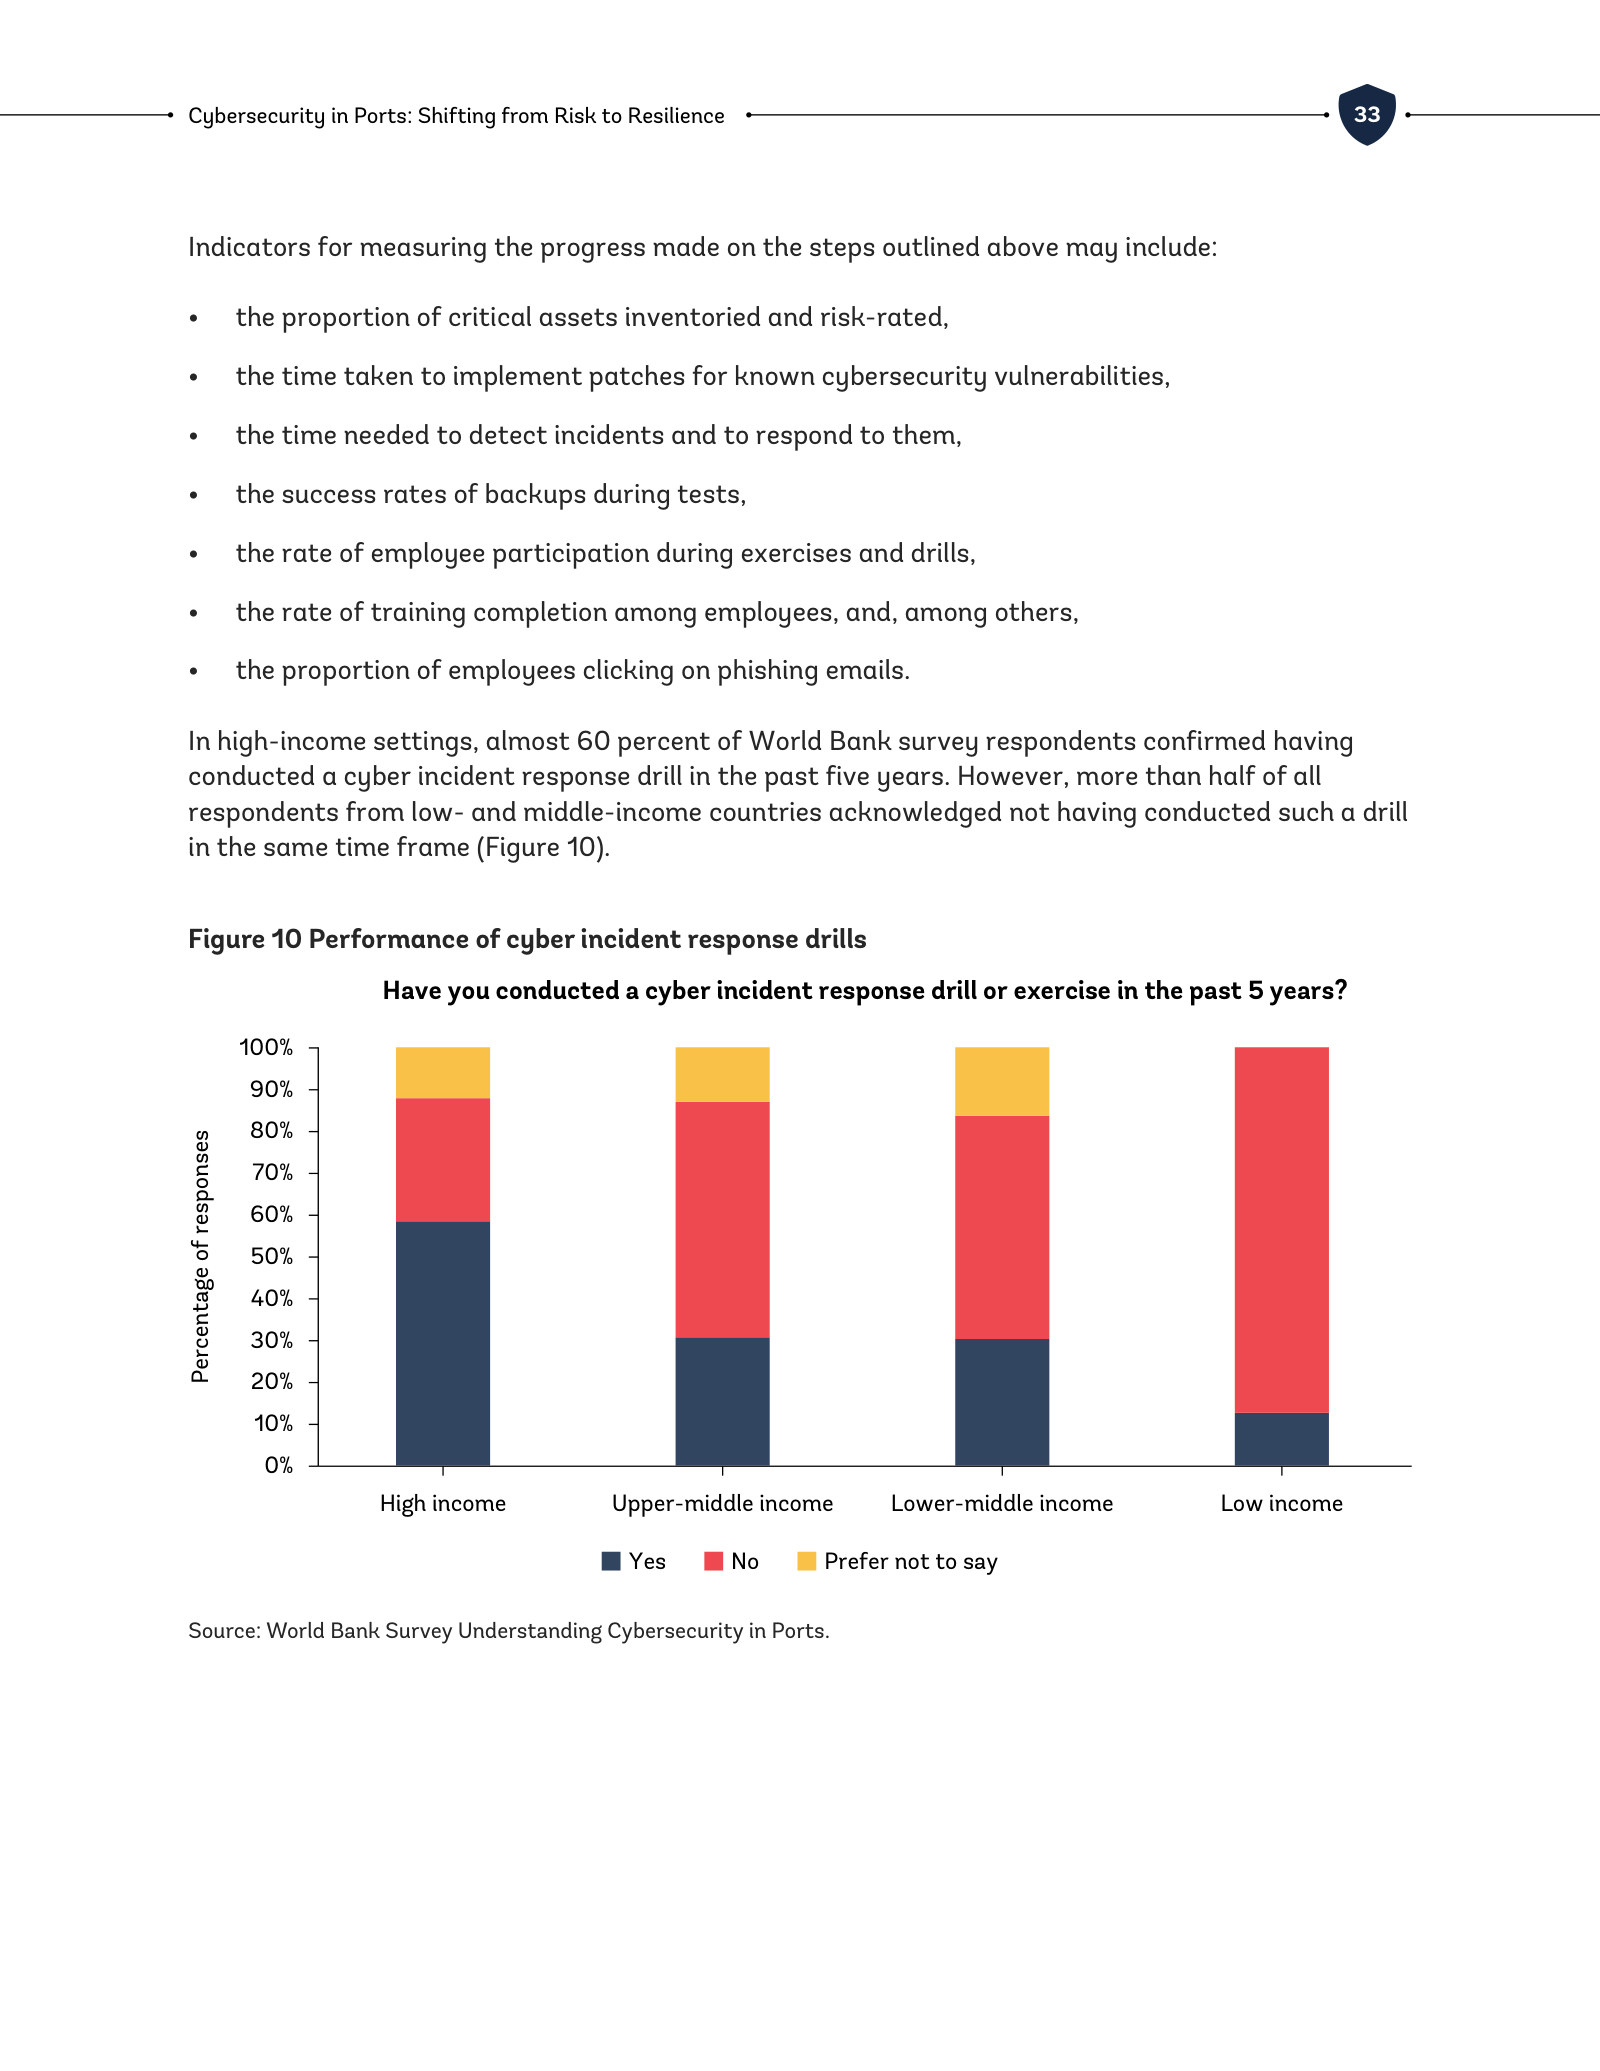 Cybersecurity in Ports: Shifting from Risk to Resilience
33
Indicators for measuring the progress made on the steps outlined above may include:
• the proportion of critical assets inventoried and risk-rated,
• the time taken to implement patches for known cybersecurity vulnerabilities,
• the time needed to detect incidents and to respond to them,
• the success rates of backups during tests,
• the rate of employee participation during exercises and drills,
• the rate of training completion among employees, and, among others,
• the proportion of employees clicking on phishing emails.
In high-income settings, almost 60 percent of World Bank survey respondents confirmed having
conducted a cyber incident response drill in the past five years. However, more than half of all
respondents from low- and middle-income countries acknowledged not having conducted such a drill
in the same time frame (Figure 10).
Figure 10 Performance of cyber incident response drills
Have you conducted a cyber incident response drill or exercise in the past 5 years?
Percentage of responses
100%
90%
80%
70%
60%
50%
40%
30%
20%
10%
0%
High income
Upper-middle income
Lower-middle income
Low income
Yes
No
Prefer not to say
Source: World Bank Survey Understanding Cybersecurity in Ports.